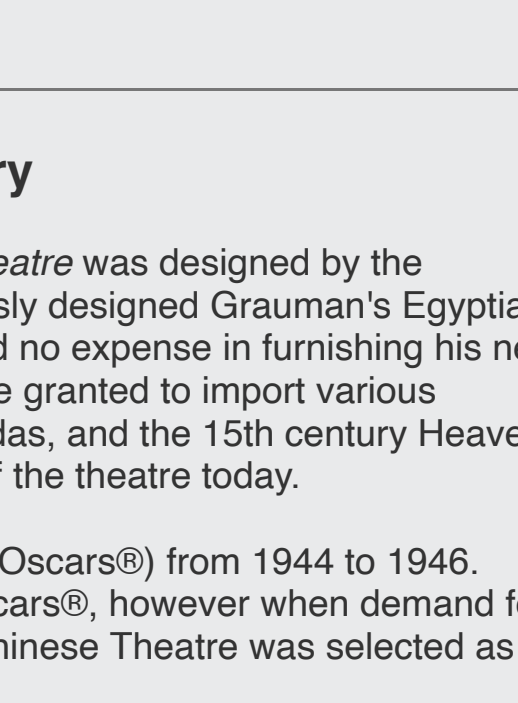 ry
eatre was designed by the
sly designed Grauman's Egyptia
d no expense in furnishing his ne
e granted to import various
das, and the 15th century Heave
f the theatre today.
Oscars®) from 1944 to 1946.
cars®, however when demand fo
hinese Theatre was selected as